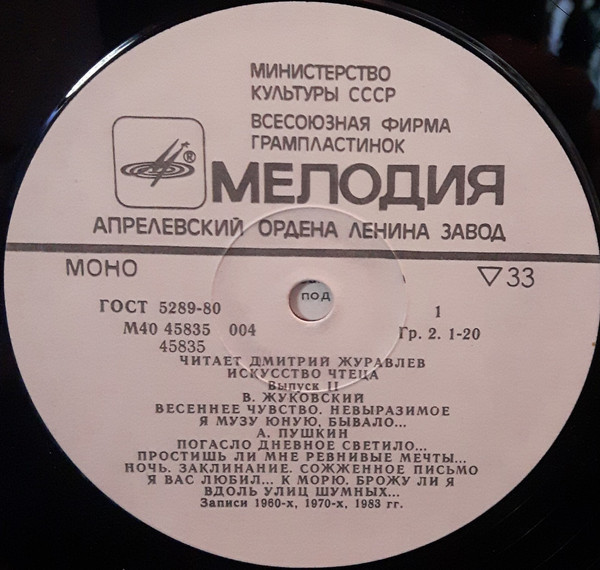 МИНИСТЕРСТВО
КУЛЬТУРЫ СССР
ВСЕСОЮЗНАЯ ФИРМА
ГРАМПЛАСТИНОК
® МЕЛОДИЯ
АПРЕЛЕВСКИЙ ОРДЕНА ЛЕНИНА ЗАВОД
МОНО ▽33
ПОД
ГОСТ 5289-80 1
М40 45835 004 Гр. 2. 1-20
45835
ЧИТАЕТ ДМИТРИЙ ЖУРАВЛЕВ
ИСКУССТВО ЧТЕЦА
Выпуск II
В. ЖУКОВСКИЙ
ВЕСЕННЕЕ ЧУВСТВО. НЕВЫРАЗИМОЕ
Я МУЗУ ЮНУЮ, БЫВАЛО...
А. ПУШКИН
ПОГАСЛО ДНЕВНОЕ СВЕТИЛО...
ПРОСТИШЬ ЛИ МНЕ РЕВНИВЫЕ МЕЧТЫ...
НОЧЬ. ЗАКЛИНАНИЕ. СОЖЖЕННОЕ ПИСЬМО
Я ВАС ЛЮБИЛ... К МОРЮ. БРОЖУ ЛИ Я
ВДОЛЬ УЛИЦ ШУМНЫХ...
Записи 1960-х, 1970-х, 1983 гг.